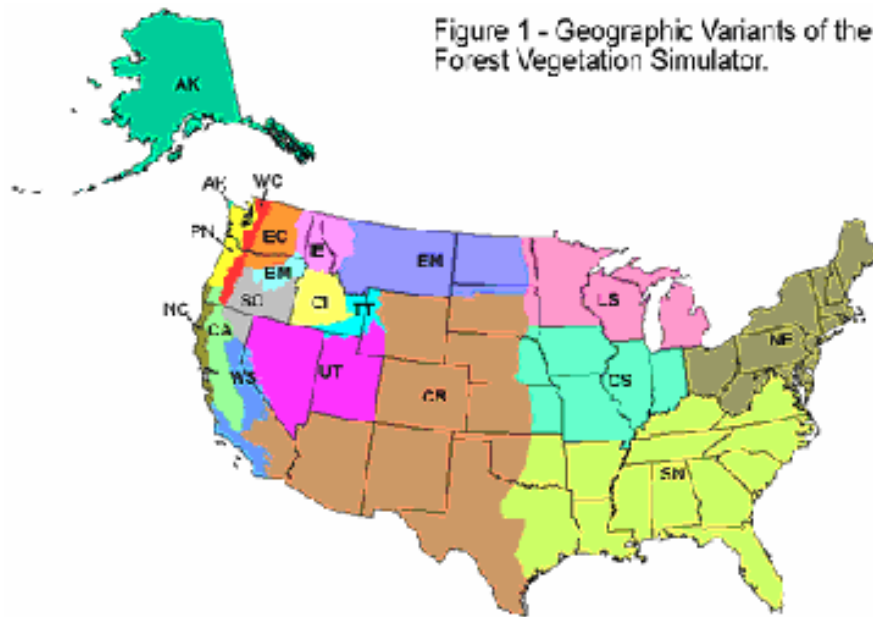 Figure 1 - Geographic Variants of the
Forest Vegetation Simulator.
AK
AK
WC
PN
EC
IE
EM
EM
SO
CI
TT
LS
NC
CA
NE
WS
UT
CR
CS
SN